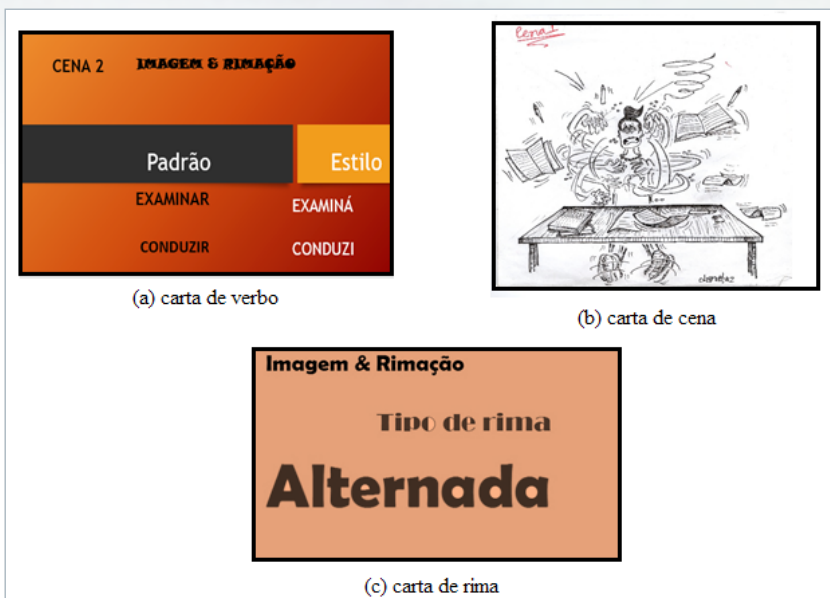 CENA 2 IMAGEM & RIMAÇÃO
Padrão Estilo
EXAMINAR EXAMINÁ
CONDUZIR CONDUZI
(a) carta de verbo
Cena 1
(b) carta de cena
Imagem & Rimação
Tipo de rima
Alternada
(c) carta de rima